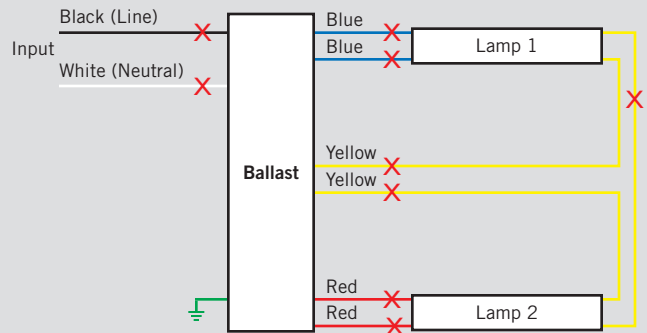 Black (Line)
Input
White (Neutral)
Blue
Blue
Lamp 1
Yellow
Yellow
Ballast
Red
Red
Lamp 2